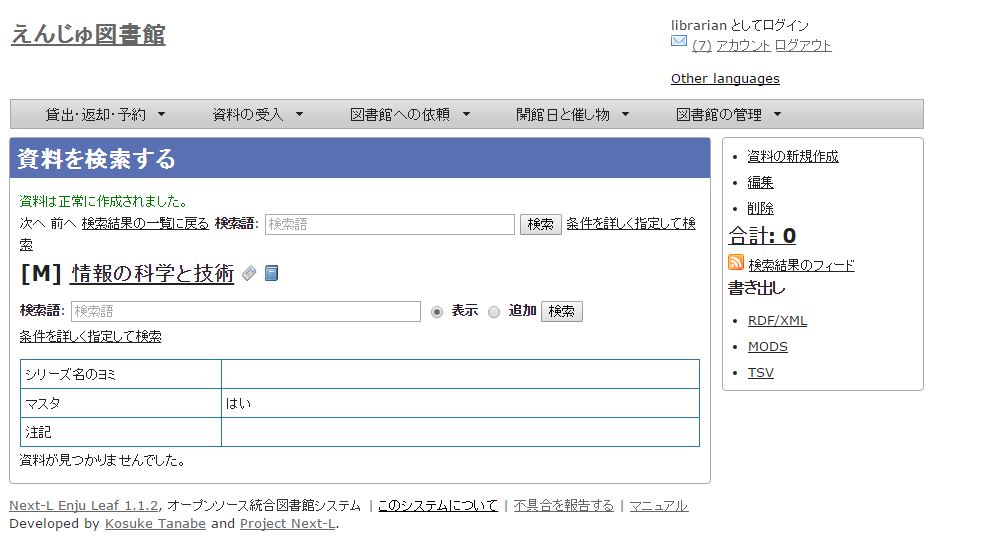 えんじゅ図書館
librarian としてログイン
(7) アカウント ログアウト
Other languages
貸出・返却・予約 ▼ 資料の受入 ▼ 図書館への依頼 ▼ 開館日と催し物 ▼ 図書館の管理 ▼
資料を検索する
資料は正常に作成されました。
次へ 前へ 検索結果の一覧に戻る 検索語: 検索語 検索 条件を詳しく指定して検
索
[M] 情報の科学と技術
検索語: 検索語 表示 追加 検索
条件を詳しく指定して検索
シリーズ名のヨミ
マスタ はい
注記
資料が見つかりませんでした。
• 資料の新規作成
• 編集
• 削除
合計: 0
検索結果のフィード
書き出し
• RDF/XML
• MODS
• TSV
Next-L Enju Leaf 1.1.2, オープンソース統合図書館システム | このシステムについて | 不具合を報告する | マニュアル
Developed by Kosuke Tanabe and Project Next-L.